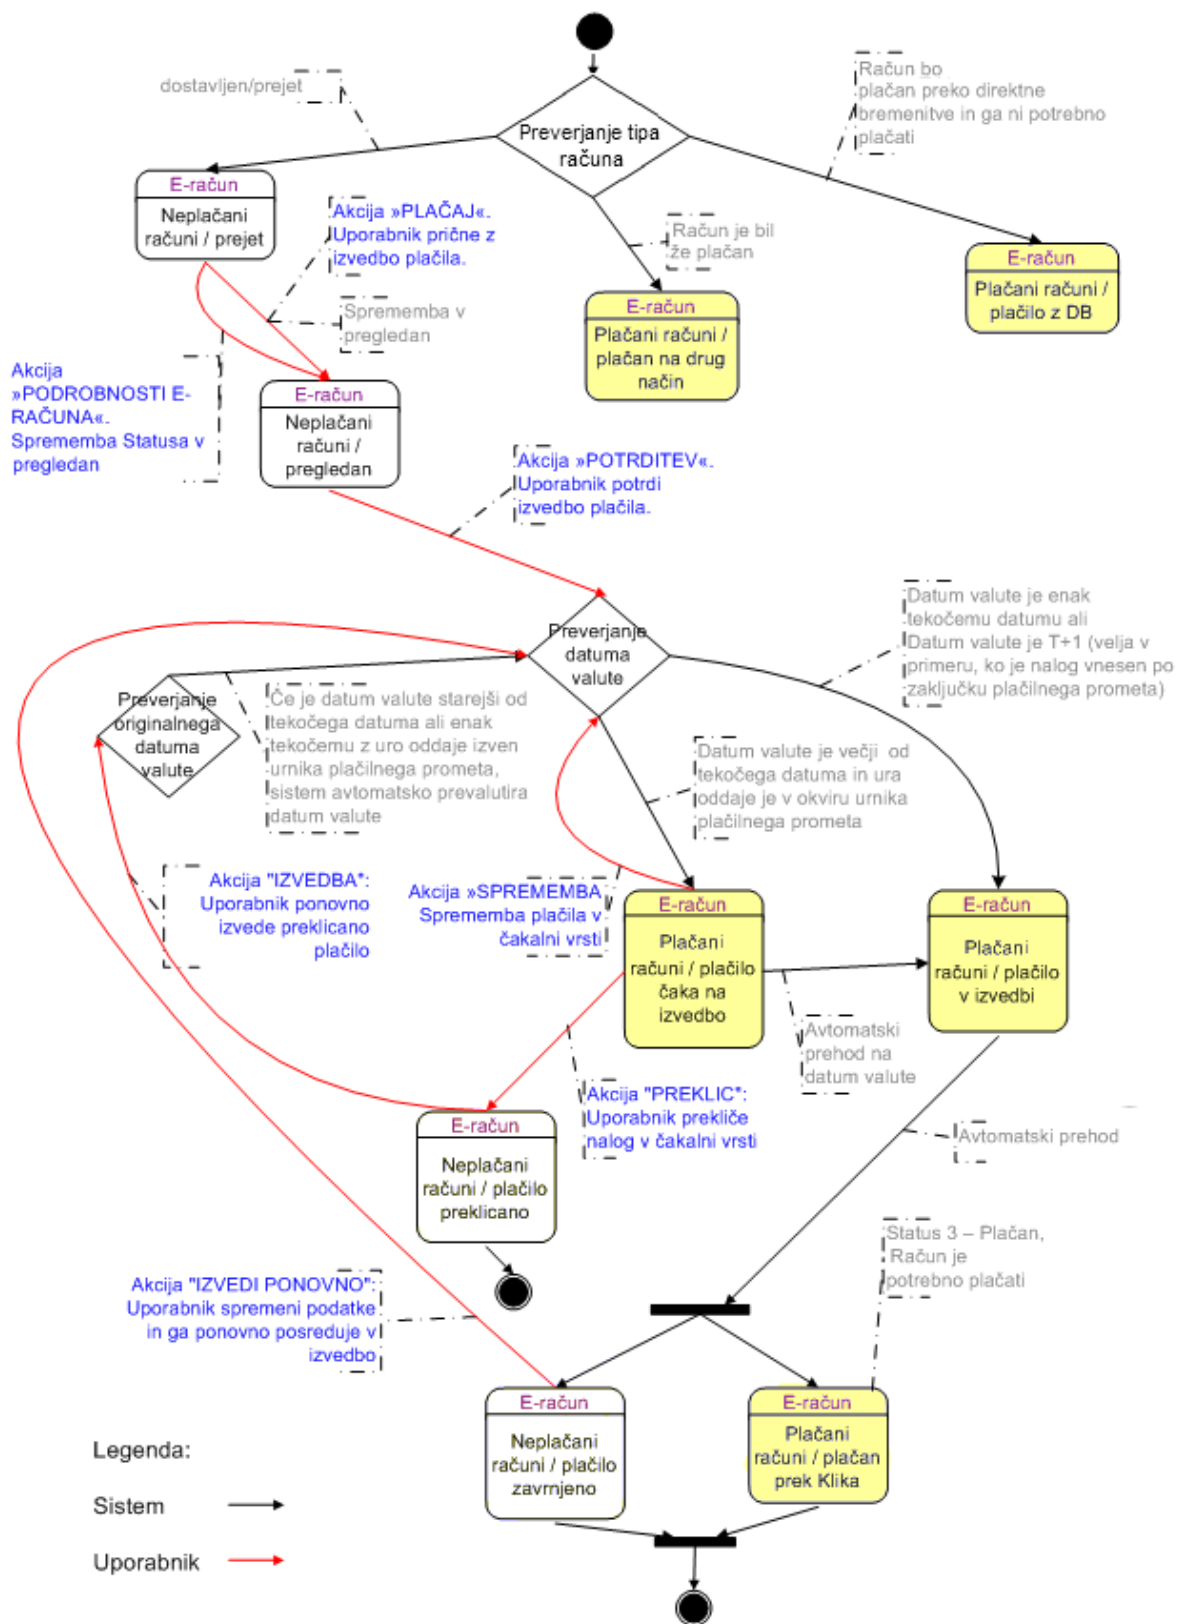 dostavljen/prejet
Preverjanje tipa
računa
Račun bo
plačan preko direktne
bremenitve in ga ni potrebno
plačati
E-račun
Neplačani
računi / prejet
Akcija »PLAČAJ«.
Uporabnik prične z
izvedbo plačila.
Sprememba v
pregledan
Račun je bil
že plačan
E-račun
Plačani računi /
plačilo z DB
E-račun
Plačani računi /
plačan na drug
način
Akcija
»PODROBNOSTI E-
RAČUNA«.
Sprememba Statusa v
pregledan
E-račun
Neplačani
računi /
pregledan
Akcija »POTRDITEV«.
Uporabnik potrdi
izvedbo plačila.
Preverjanje
datuma
valute
Datum valute je enak
tekočemu datumu ali
Datum valute je T+1 (velja v
primeru, ko je nalog vnesen po
zaključku plačilnega prometa)
Preverjanje
originalnega
datuma
valute
Če je datum valute starejši od
tekočega datuma ali enak
tekočemu z uro oddaje izven
urnika plačilnega prometa,
sistem avtomatsko prevalutira
datum valute
Datum valute je večji od
tekočega datuma in ura
oddaje je v okviru urnika
plačilnega prometa
Akcija "IZVEDBA":
Uporabnik ponovno
izvede preklicano
plačilo
Akcija »SPREMEMBA
Sprememba plačila v
čakalni vrsti
E-račun
Plačani
računi / plačilo
čaka na
izvedbo
E-račun
Plačani
računi / plačilo
v izvedbi
Avtomatski
prehod na
datum valute
Akcija "PREKLIC":
Uporabnik prekliče
nalog v čakalni vrsti
E-račun
Neplačani
računi / plačilo
preklicano
Avtomatski prehod
Status 3 – Plačan,
Račun je
potrebno plačati
Akcija "IZVEDI PONOVNO":
Uporabnik spremeni podatke
in ga ponovno posreduje v
izvedbo
E-račun
Neplačani
računi / plačilo
zavrnjeno
E-račun
Plačani
računi / plačan
prek Klika
Legenda:
Sistem
Uporabnik